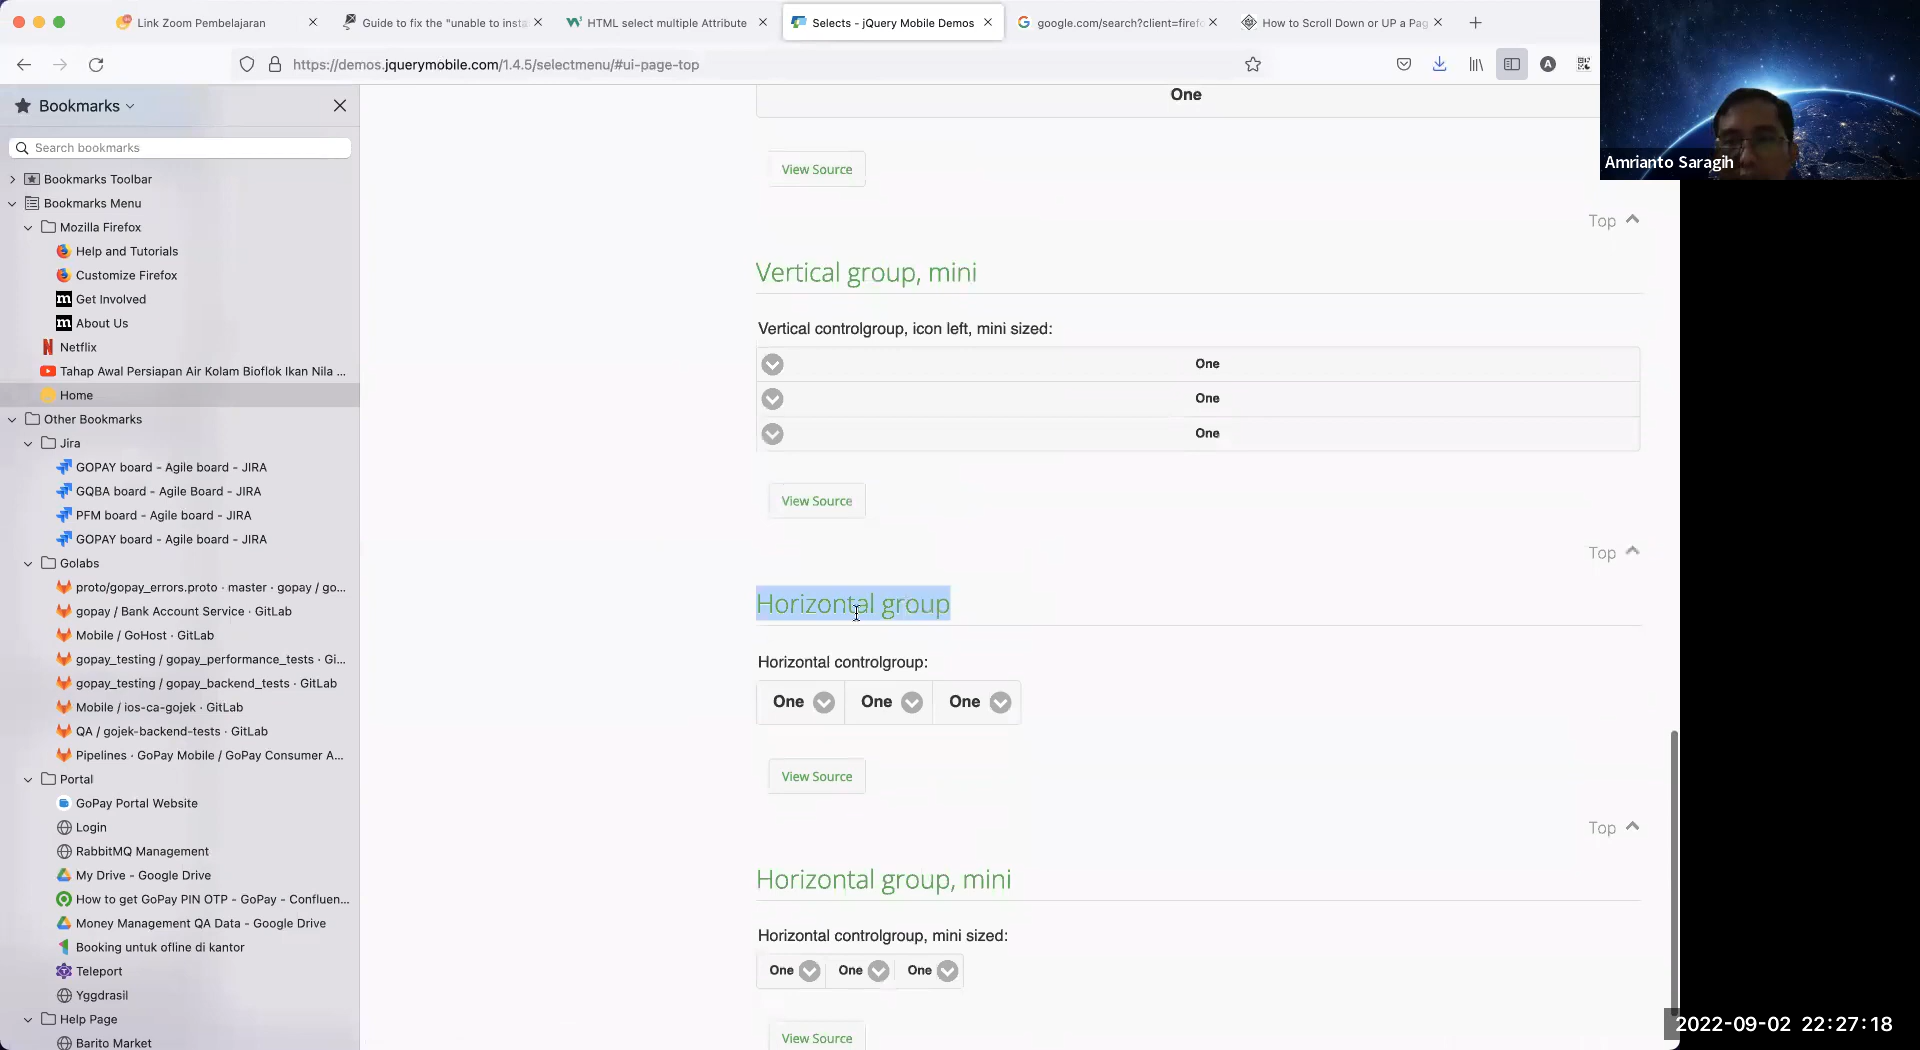 Link Zoom Pembelajaran
Guide to fix the "unable to insta
HTML select multiple Attribute
Selects - jQuery Mobile Demos
google.com/search?client=firef
How to Scroll Down or UP a Pag
https://demos.jquerymobile.com/1.4.5/selectmenu/#ui-page-top
Bookmarks
Search bookmarks
Bookmarks Toolbar
Bookmarks Menu
Mozilla Firefox
Help and Tutorials
Customize Firefox
Get Involved
About Us
Netflix
Tahap Awal Persiapan Air Kolam Bioflok Ikan Nila ...
Home
Other Bookmarks
Jira
GOPAY board - Agile board - JIRA
GQBA board - Agile Board - JIRA
PFM board - Agile board - JIRA
GOPAY board - Agile board - JIRA
Golabs
proto/gopay_errors.proto · master · gopay / go...
gopay / Bank Account Service · GitLab
Mobile / GoHost · GitLab
gopay_testing / gopay_performance_tests · Gi...
gopay_testing / gopay_backend_tests · GitLab
Mobile / ios-ca-gojek · GitLab
QA / gojek-backend-tests · GitLab
Pipelines · GoPay Mobile / GoPay Consumer A...
Portal
GoPay Portal Website
Login
RabbitMQ Management
My Drive - Google Drive
How to get GoPay PIN OTP - GoPay - Confluen...
Money Management QA Data - Google Drive
Booking untuk ofline di kantor
Teleport
Yggdrasil
Help Page
Barito Market
One
View Source
Top
Vertical group, mini
Vertical controlgroup, icon left, mini sized:
One
One
One
View Source
Top
Horizontal group
Horizontal controlgroup:
One One One
View Source
Top
Horizontal group, mini
Horizontal controlgroup, mini sized:
One One One
View Source
Amrianto Saragih
2022-09-02 22:27:18